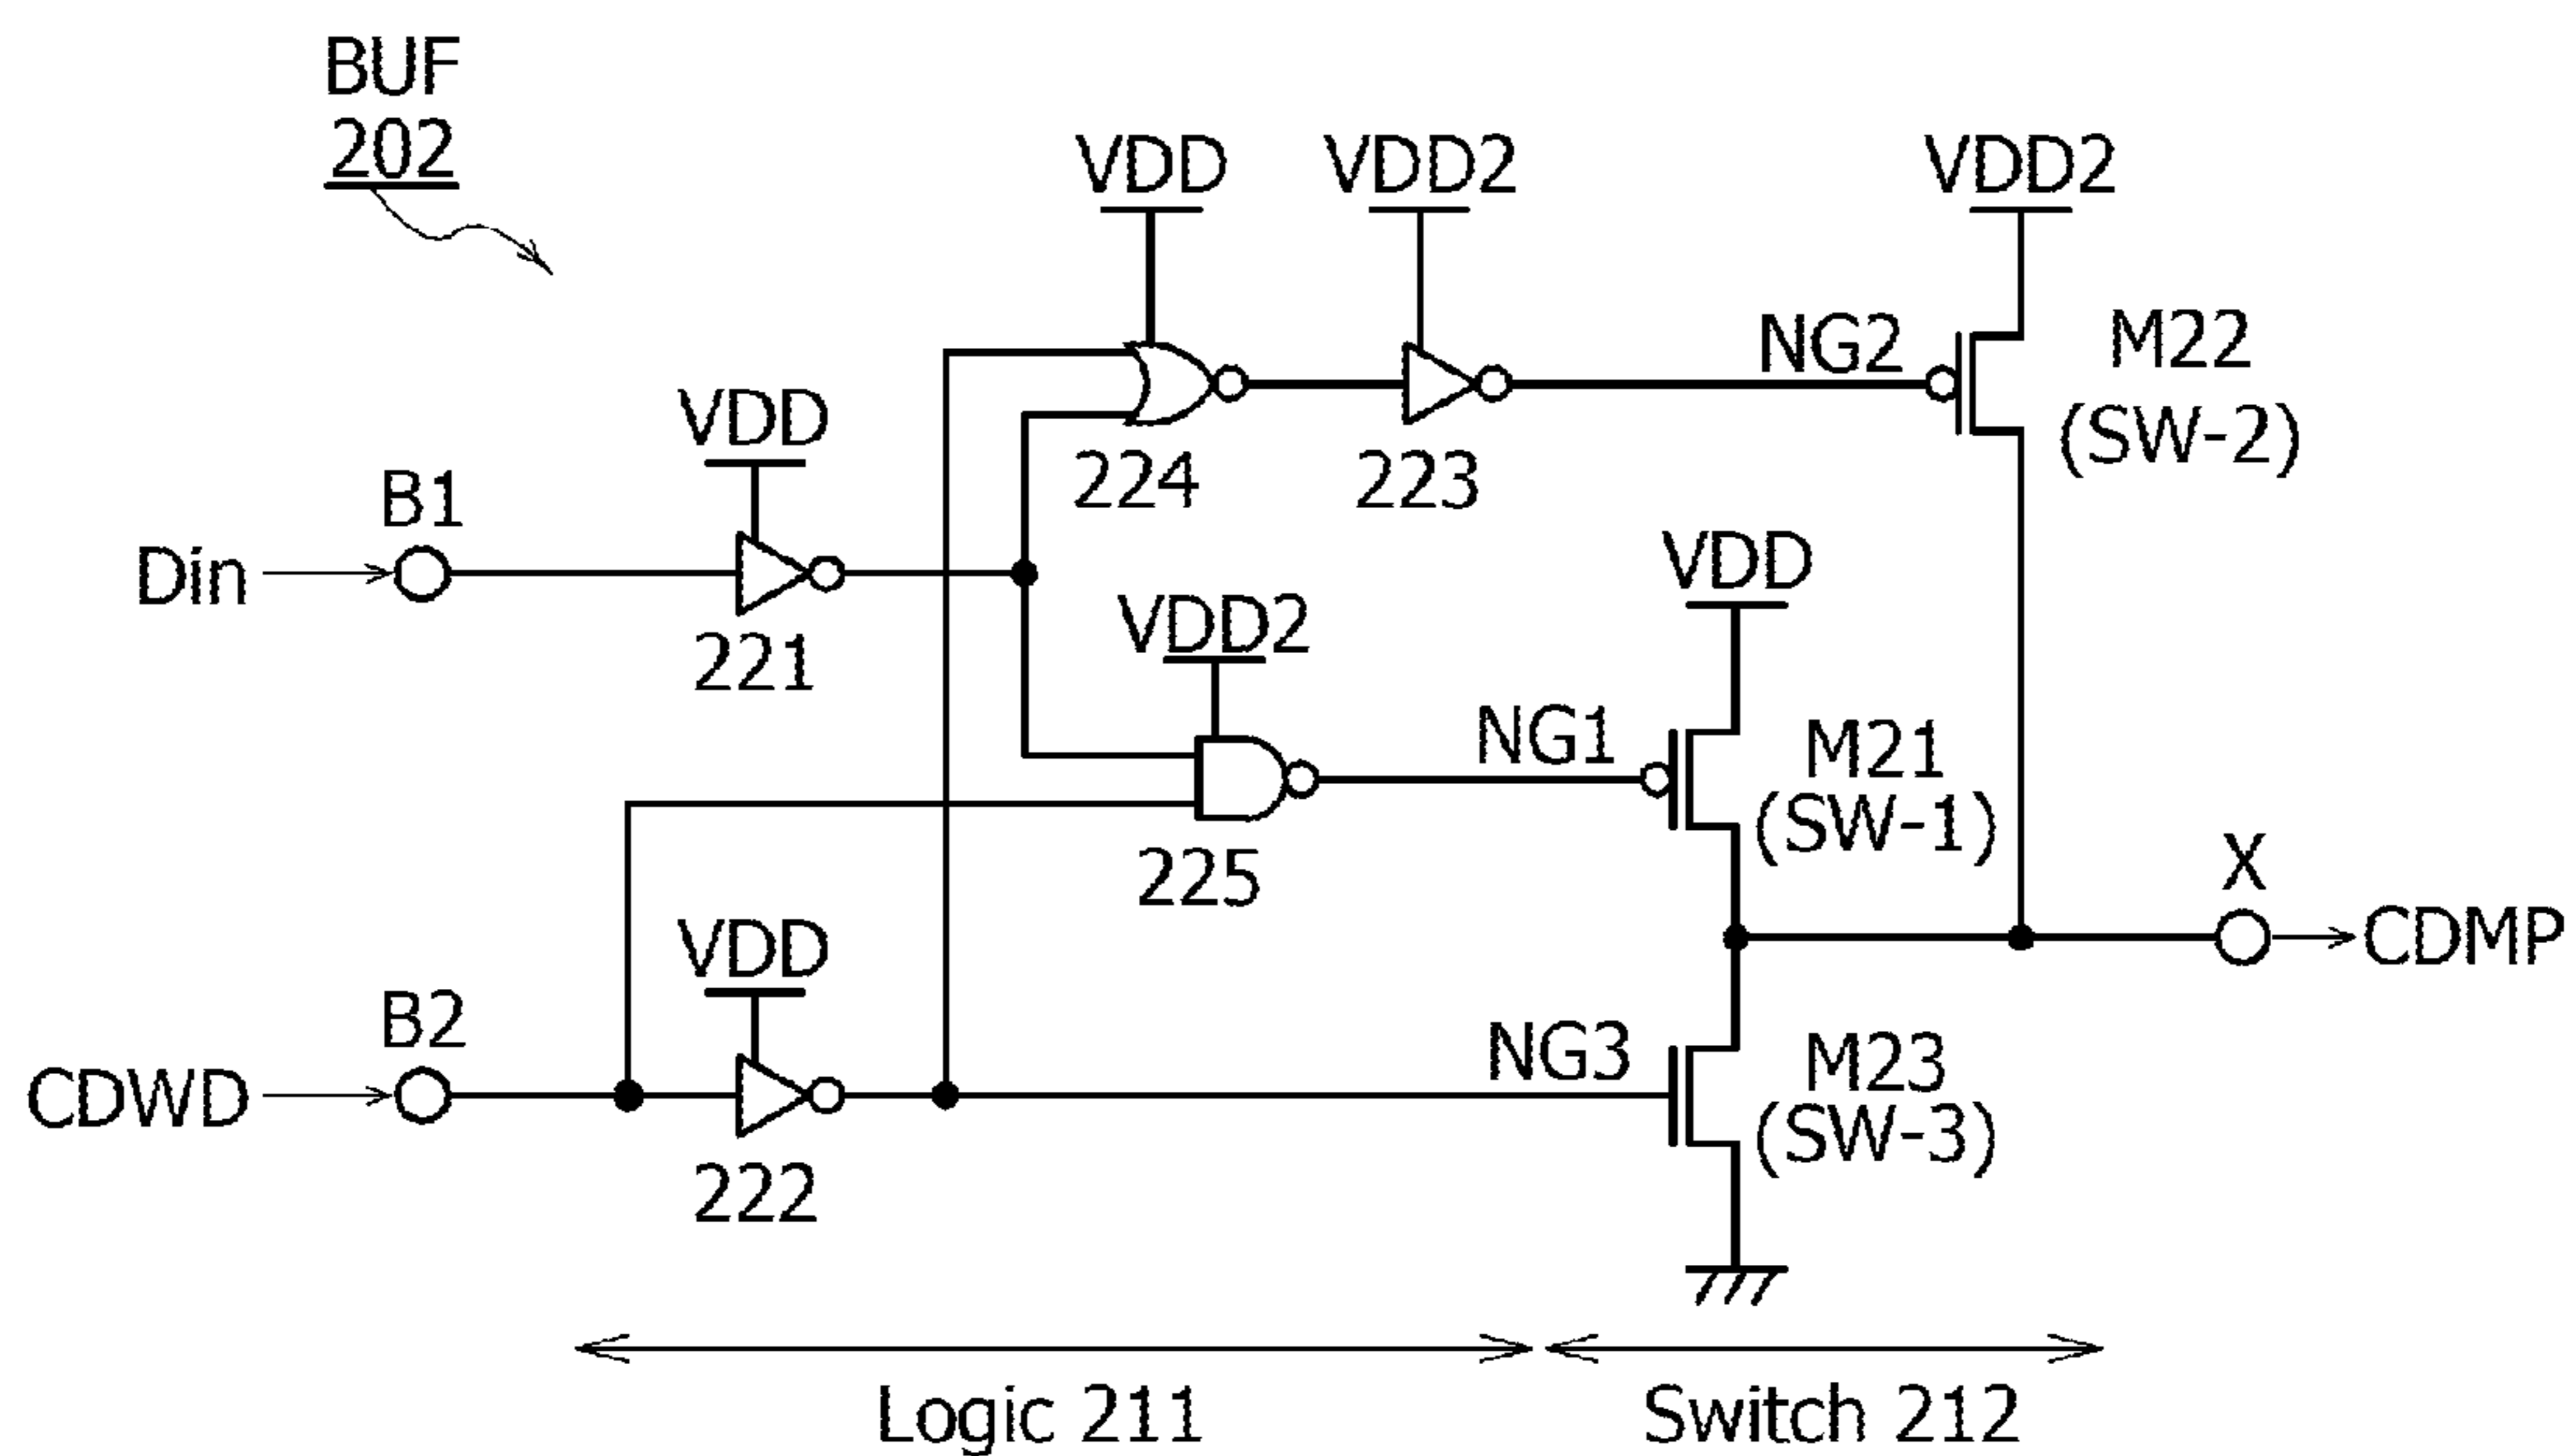 BUF
202
VDD
VDD2
VDD2
NG2
M22
(SW-2)
224
223
VDD
B1
Din
221
VDD
VDD2
225
NG1
M21
(SW-1)
X
CDMP
VDD
B2
CDWD
222
NG3
M23
(SW-3)
Logic 211
Switch 212